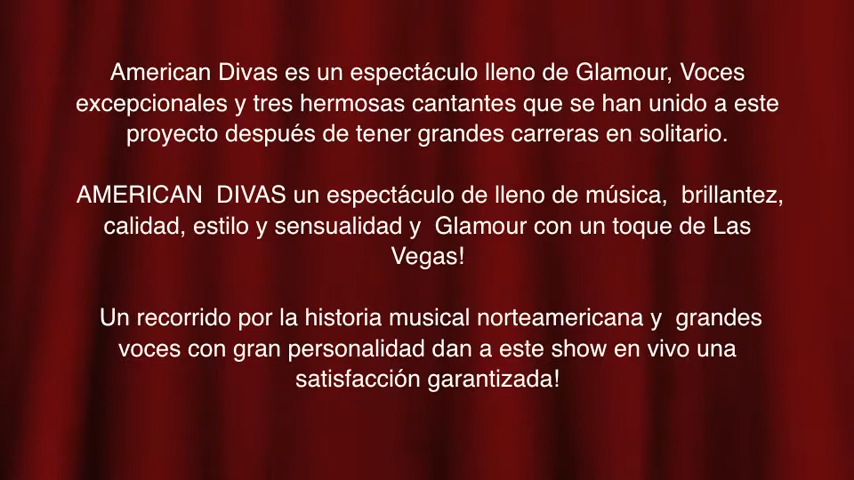 American Divas es un espectáculo lleno de Glamour, Voces
excepcionales y tres hermosas cantantes que se han unido a este
proyecto después de tener grandes carreras en solitario.
AMERICAN  DIVAS un espectáculo de lleno de música,  brillantez,
calidad, estilo y sensualidad y  Glamour con un toque de Las
Vegas!
Un recorrido por la historia musical norteamericana y  grandes
voces con gran personalidad dan a este show en vivo una
satisfacción garantizada!